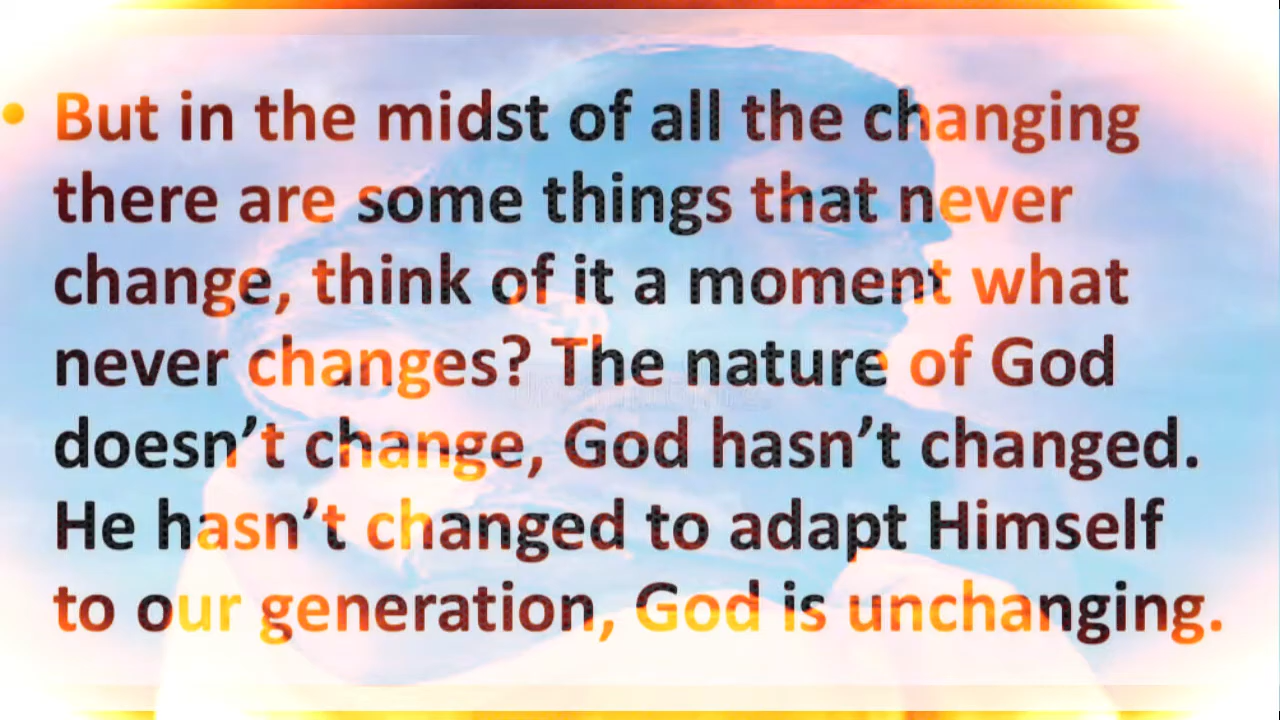 • But in the midst of all the changing
there are some things that never
change, think of it a moment what
never changes? The nature of God
doesn’t change, God hasn’t changed.
He hasn’t changed to adapt Himself
to our generation, God is unchanging.